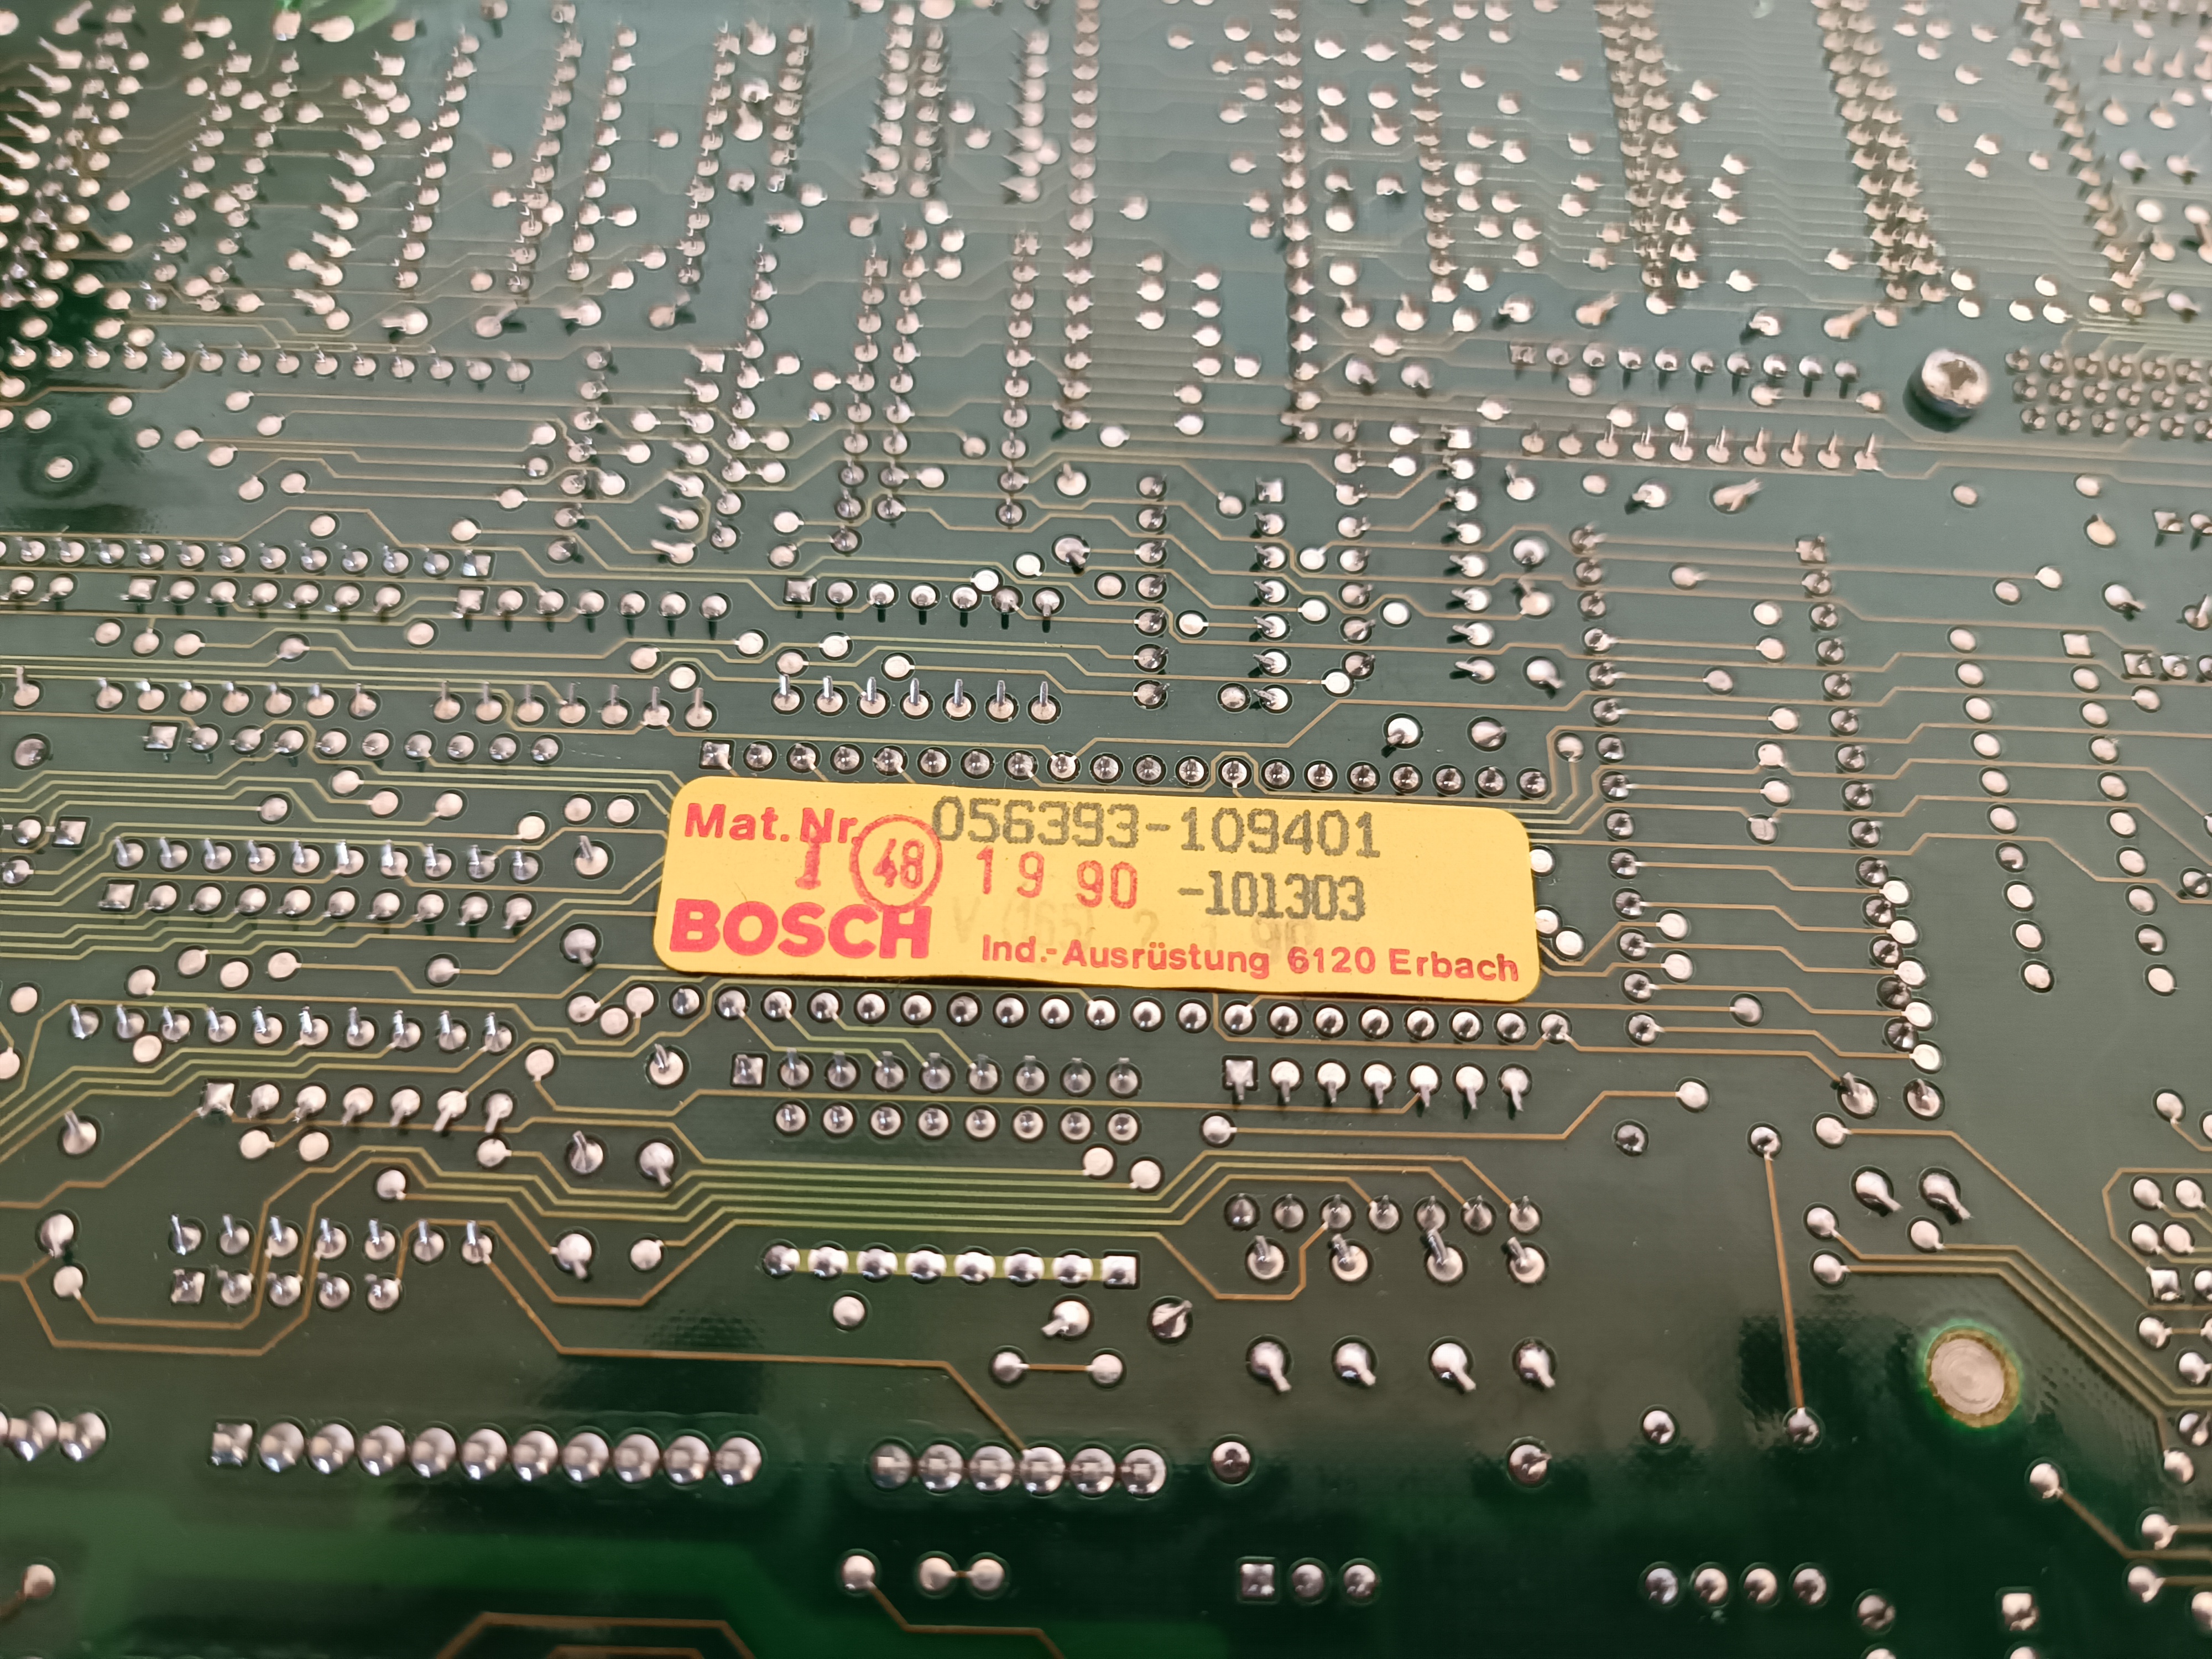 Mat. Nr. 056393-109401
I 48 19 90 -101303
BOSCH Ind.-Ausrüstung 6120 Erbach